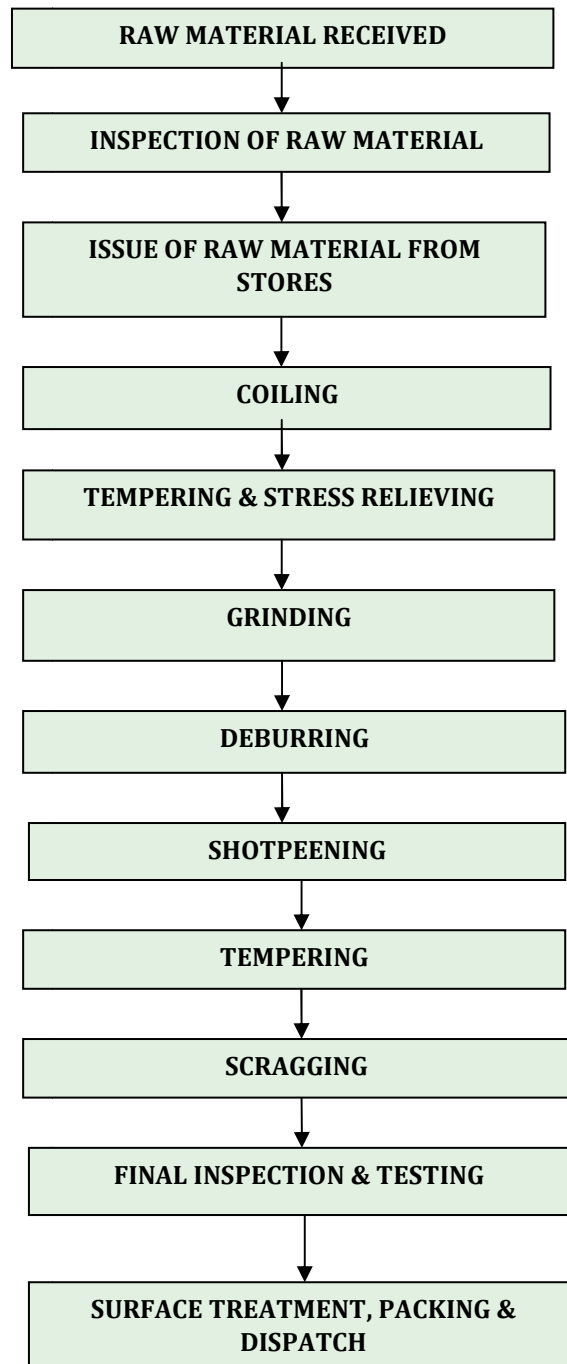 RAW MATERIAL RECEIVED
INSPECTION OF RAW MATERIAL
ISSUE OF RAW MATERIAL FROM
STORES
COILING
TEMPERING & STRESS RELIEVING
GRINDING
DEBURRING
SHOTPEENING
TEMPERING
SCRAGGING
FINAL INSPECTION & TESTING
SURFACE TREATMENT, PACKING &
DISPATCH